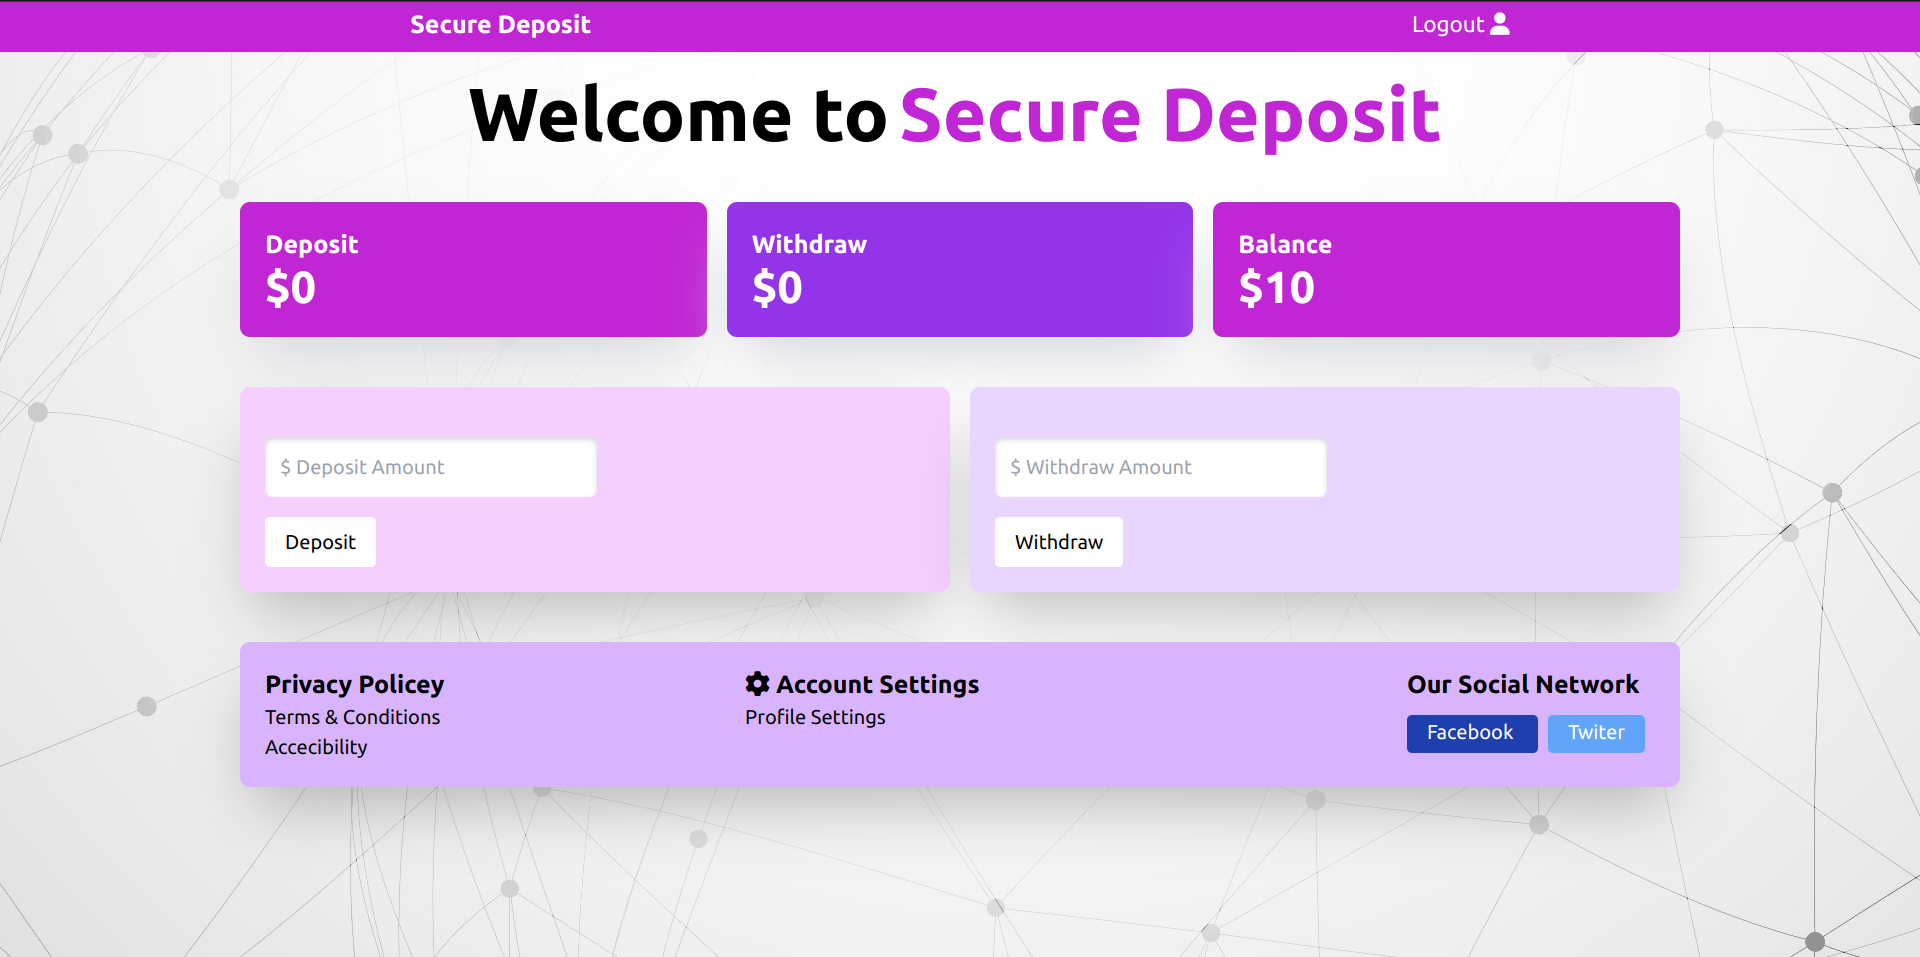 Secure Deposit
Logout
Welcome to Secure Deposit
Deposit
$0
Withdraw
$0
Balance
$10
$ Deposit Amount
Deposit
$ Withdraw Amount
Withdraw
Privacy Policey
Terms & Conditions
Accecibility
Account Settings
Profile Settings
Our Social Network
Facebook
Twiter